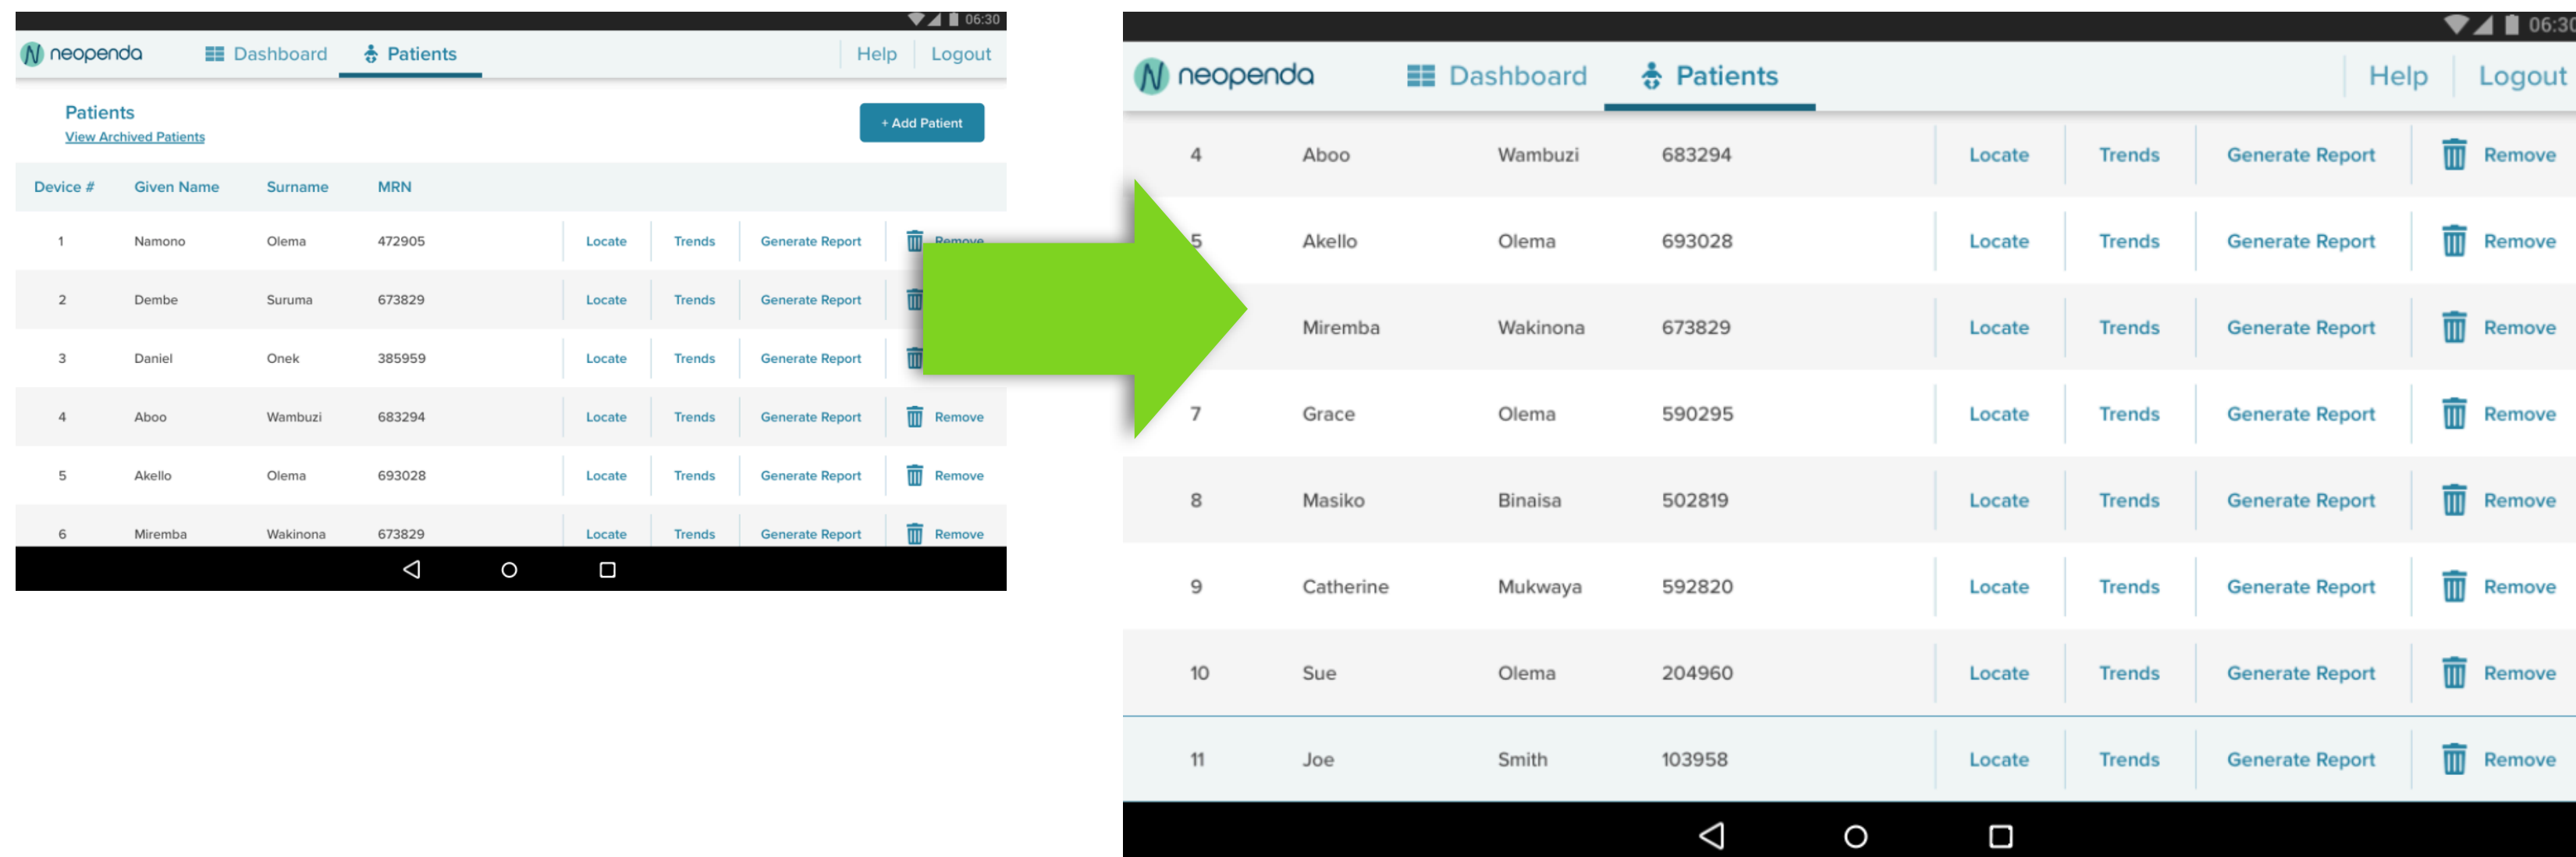 06:30
neopenda Dashboard Patients Help Logout
Patients
View Archived Patients
+ Add Patient
Device # Given Name Surname MRN
1 Namono Olema 472905 Locate Trends Generate Report Remove
2 Dembe Suruma 673829 Locate Trends Generate Report
3 Daniel Onek 385959 Locate Trends Generate Report
4 Aboo Wambuzi 683294 Locate Trends Generate Report Remove
5 Akello Olema 693028 Locate Trends Generate Report Remove
6 Miremba Wakinona 673829 Locate Trends Generate Report Remove
06:30
neopenda Dashboard Patients Help Logout
4 Aboo Wambuzi 683294 Locate Trends Generate Report Remove
5 Akello Olema 693028 Locate Trends Generate Report Remove
Miremba Wakinona 673829 Locate Trends Generate Report Remove
7 Grace Olema 590295 Locate Trends Generate Report Remove
8 Masiko Binaisa 502819 Locate Trends Generate Report Remove
9 Catherine Mukwaya 592820 Locate Trends Generate Report Remove
10 Sue Olema 204960 Locate Trends Generate Report Remove
11 Joe Smith 103958 Locate Trends Generate Report Remove